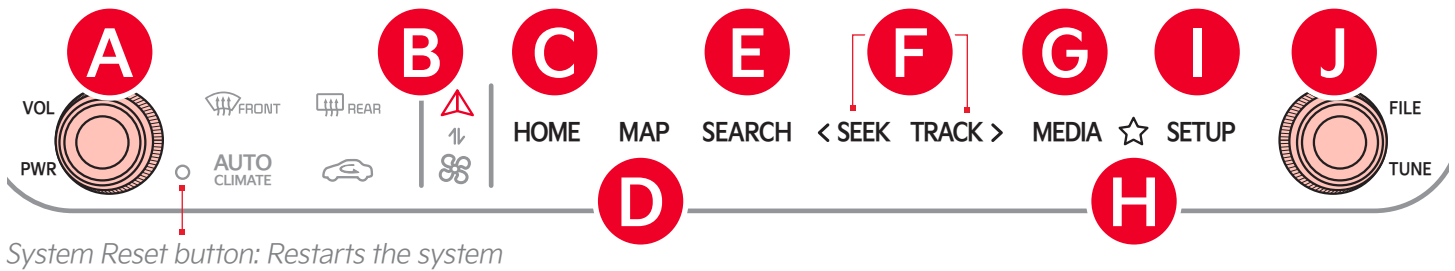 A B C E F G I J
VOL FRONT REAR FILE
HOME MAP SEARCH < SEEK TRACK > MEDIA SETUP
PWR AUTO CLIMATE TUNE
D H
System Reset button: Restarts the system